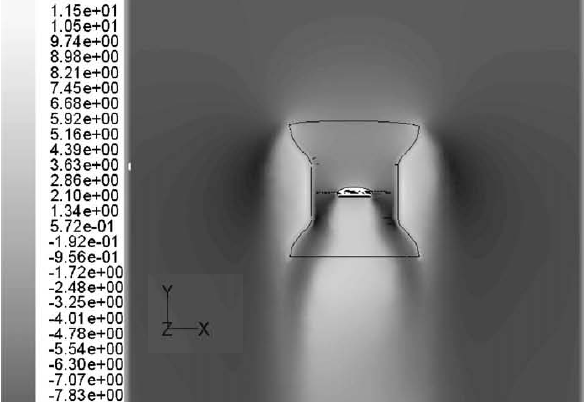 1.15e+01
1.05e+01
9.74e+00
8.98e+00
8.21e+00
7.45e+00
6.68e+00
5.92e+00
5.16e+00
4.39e+00
3.63e+00
2.86e+00
2.10e+00
1.34e+00
5.72e-01
-1.92e-01
-9.56e-01
-1.72e+00
-2.48e+00
-3.25e+00
-4.01e+00
-4.78e+00
-5.54e+00
-6.30e+00
-7.07e+00
-7.83e+00
Y
Z X